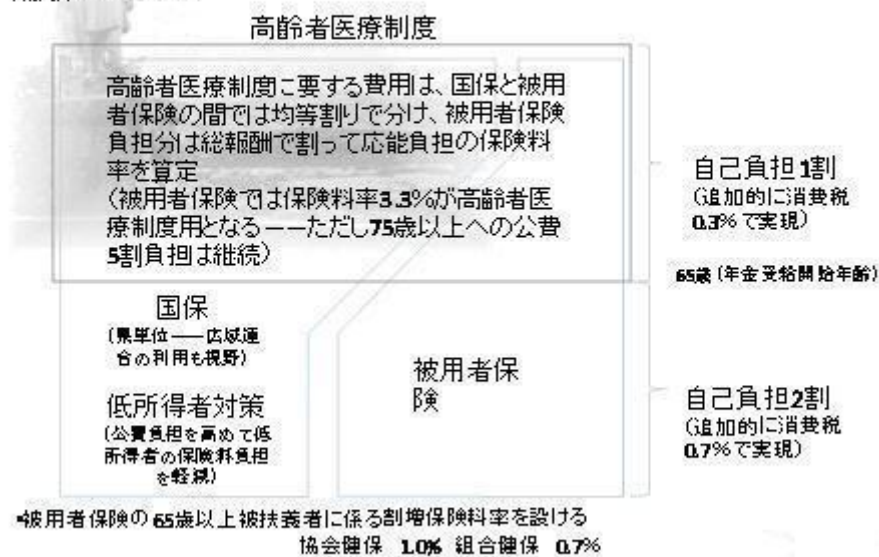 高齢者医療制度
高齢者医療制度に要する費用は、国保と被用
者保険の間では均等割りで分け、被用者保険
負担分は総報酬で割って応能負担の保険料
率を算定
(被用者保険では保険料率3.3%が高齢者医
療制度用となる——ただし75歳以上への公費
5割負担は継続)
自己負担1割
(追加的に消費税
0.3%で実現)
65歳(年金受給開始年齢)
国保
(県単位——広域連
合の利用も視野)
低所得者対策
(公費負担を高めて低
所得者の保険料負担
を軽減)
被用者保
険
自己負担2割
(追加的に消費税
0.7%で実現)
•被用者保険の65歳以上被扶養者に係る割増保険料率を設ける
協会健保 1.0% 組合健保 0.7%